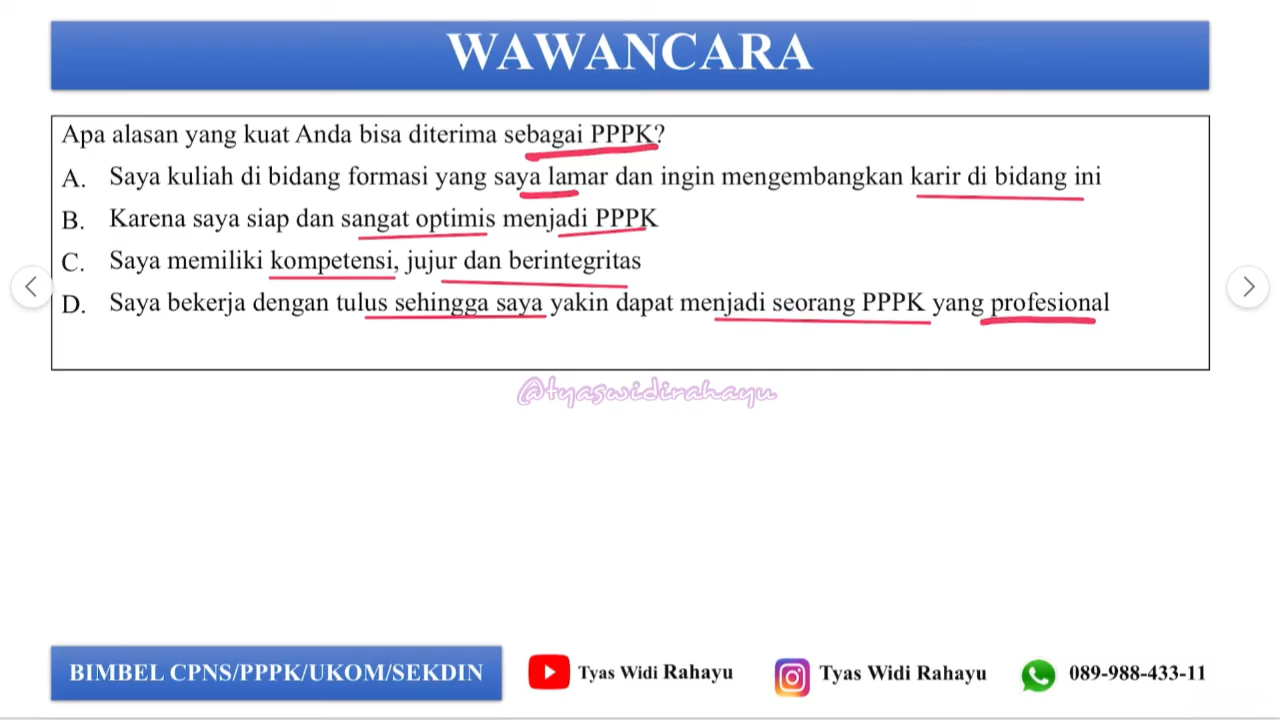 WAWANCARA
Apa alasan yang kuat Anda bisa diterima sebagai PPPK?
A. Saya kuliah di bidang formasi yang saya lamar dan ingin mengembangkan karir di bidang ini
B. Karena saya siap dan sangat optimis menjadi PPPK
C. Saya memiliki kompetensi, jujur dan berintegritas
D. Saya bekerja dengan tulus sehingga saya yakin dapat menjadi seorang PPPK yang profesional
@tyaswidirahayu
BIMBEL CPNS/PPPK/UKOM/SEKDIN Tyas Widi Rahayu Tyas Widi Rahayu 089-988-433-11